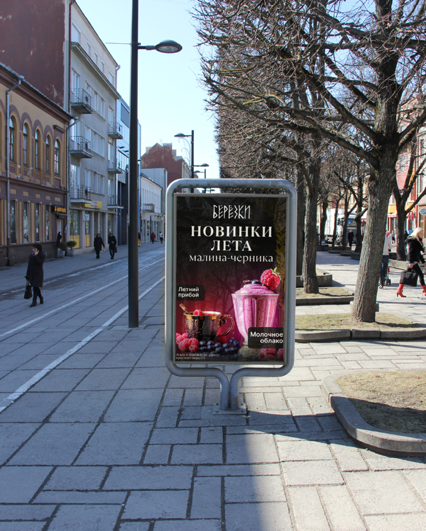 БЕРЕЗКИ
НОВИНКИ
ЛЕТА
малина-черника
Летний
прибой
Молочное
облако